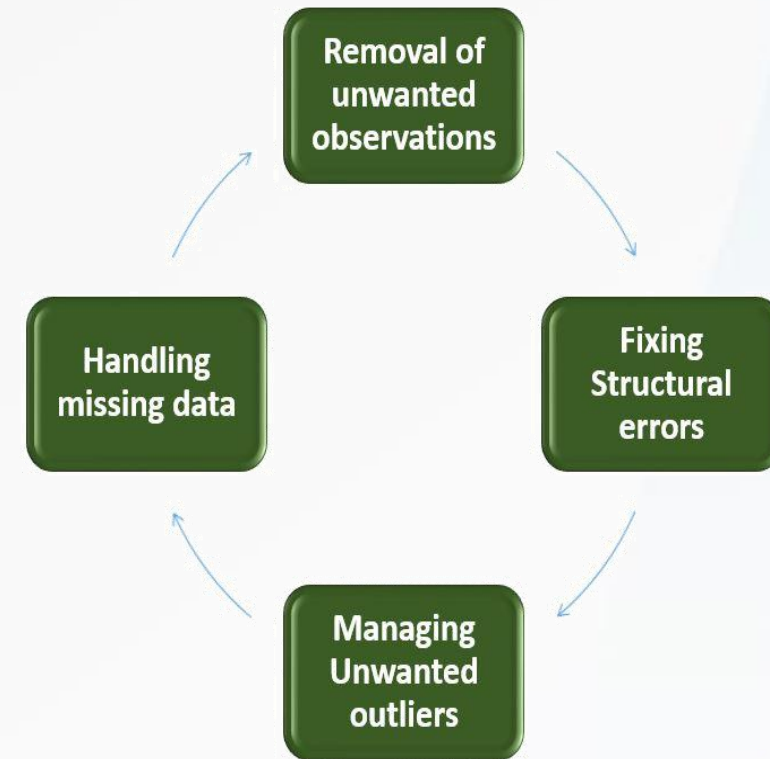 Removal of
unwanted
observations
Fixing
Structural
errors
Managing
Unwanted
outliers
Handling
missing data